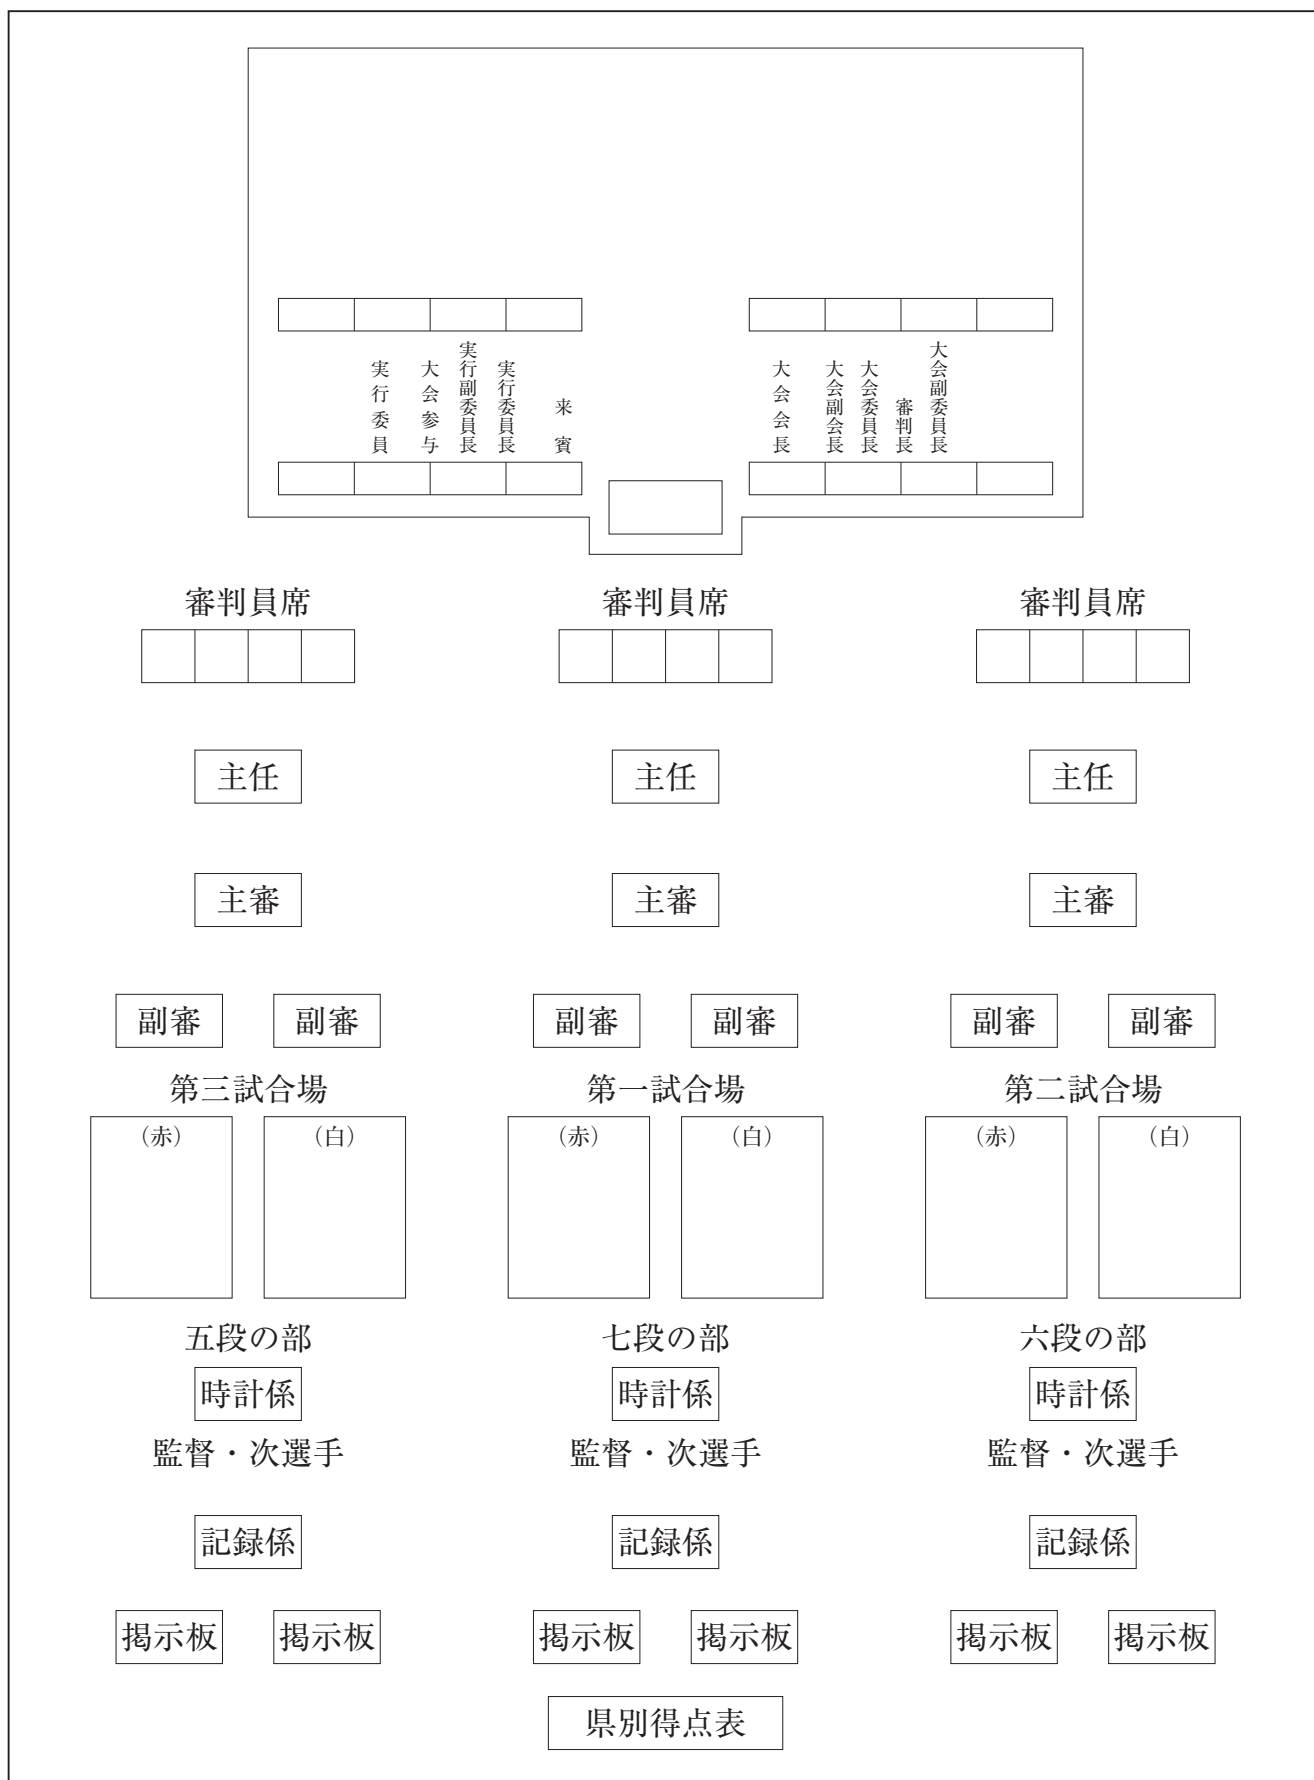 実行委員
大会参与
実行副委員長
実行委員長
来賓
大会会長
大会副会長
大会委員長
審判長
大会副委員長
審判員席 審判員席 審判員席
主任 主任 主任
主審 主審 主審
副審 副審 副審 副審 副審 副審
第三試合場 第一試合場 第二試合場
（赤） （白） （赤） （白） （赤） （白）
五段の部 七段の部 六段の部
時計係 時計係 時計係
監督・次選手 監督・次選手 監督・次選手
記録係 記録係 記録係
掲示板 掲示板 掲示板 掲示板 掲示板 掲示板
県別得点表